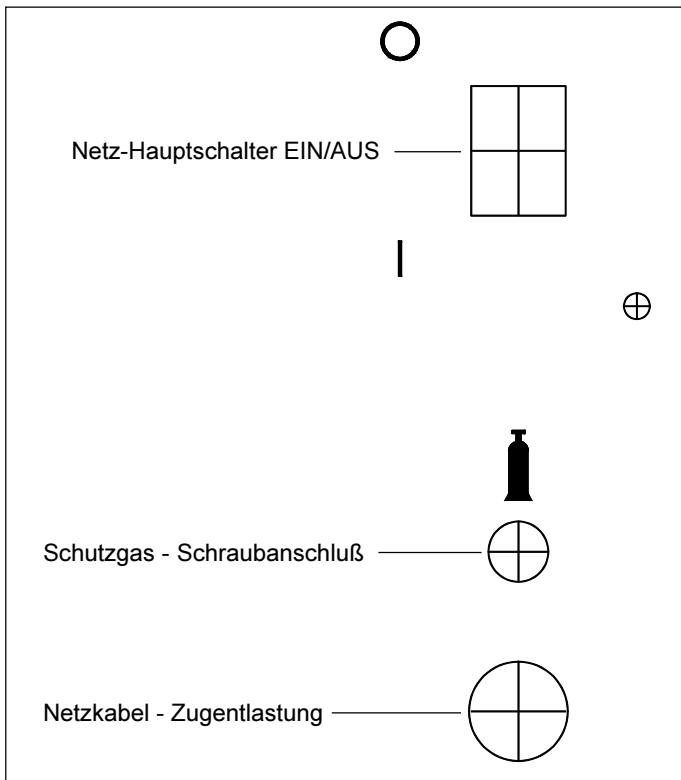 Netz-Hauptschalter EIN/AUS
Schutzgas - Schraubanschluß
Netzkabel - Zugentlastung